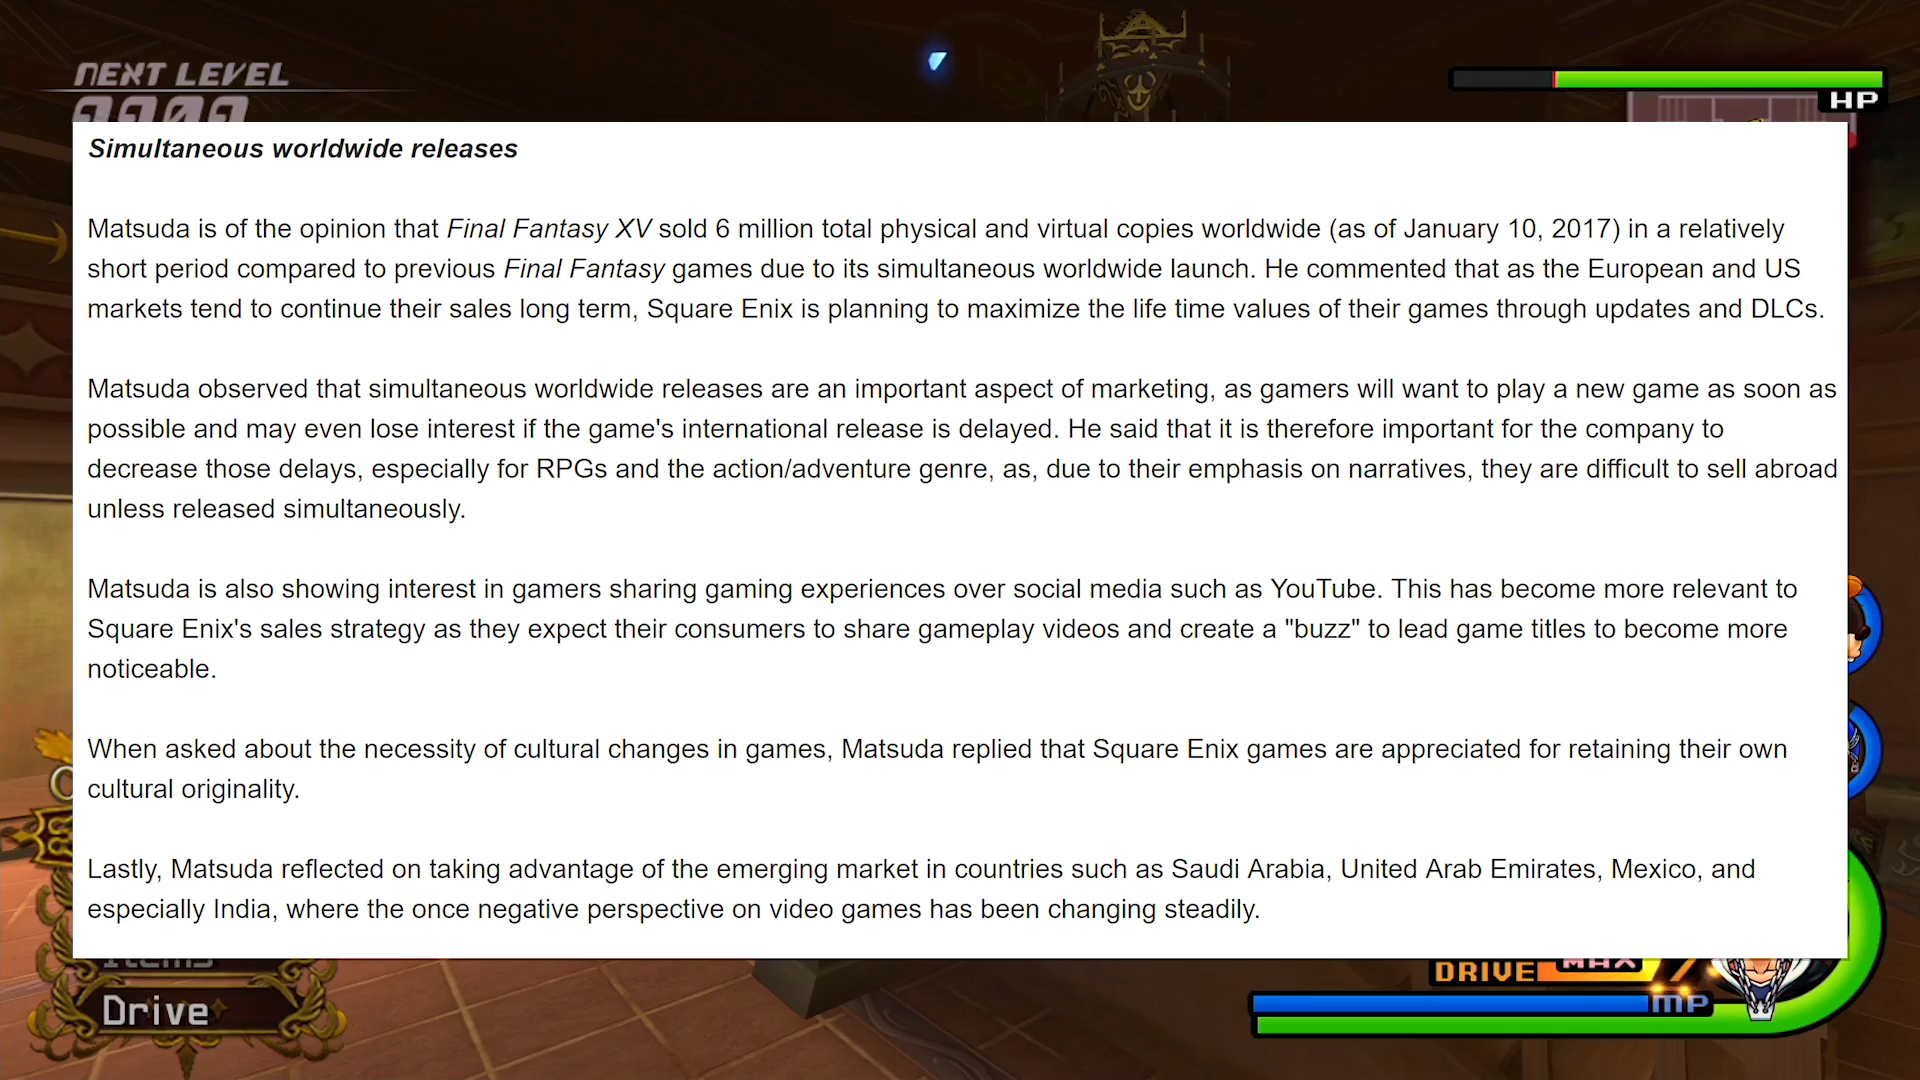 NEXT LEVEL
HP
Simultaneous worldwide releases
Matsuda is of the opinion that Final Fantasy XV sold 6 million total physical and virtual copies worldwide (as of January 10, 2017) in a relatively
short period compared to previous Final Fantasy games due to its simultaneous worldwide launch. He commented that as the European and US
markets tend to continue their sales long term, Square Enix is planning to maximize the life time values of their games through updates and DLCs.
Matsuda observed that simultaneous worldwide releases are an important aspect of marketing, as gamers will want to play a new game as soon as
possible and may even lose interest if the game's international release is delayed. He said that it is therefore important for the company to
decrease those delays, especially for RPGs and the action/adventure genre, as, due to their emphasis on narratives, they are difficult to sell abroad
unless released simultaneously.
Matsuda is also showing interest in gamers sharing gaming experiences over social media such as YouTube. This has become more relevant to
Square Enix's sales strategy as they expect their consumers to share gameplay videos and create a "buzz" to lead game titles to become more
noticeable.
When asked about the necessity of cultural changes in games, Matsuda replied that Square Enix games are appreciated for retaining their own
cultural originality.
Lastly, Matsuda reflected on taking advantage of the emerging market in countries such as Saudi Arabia, United Arab Emirates, Mexico, and
especially India, where the once negative perspective on video games has been changing steadily.
Items
Drive
DRIVE MAX
MP